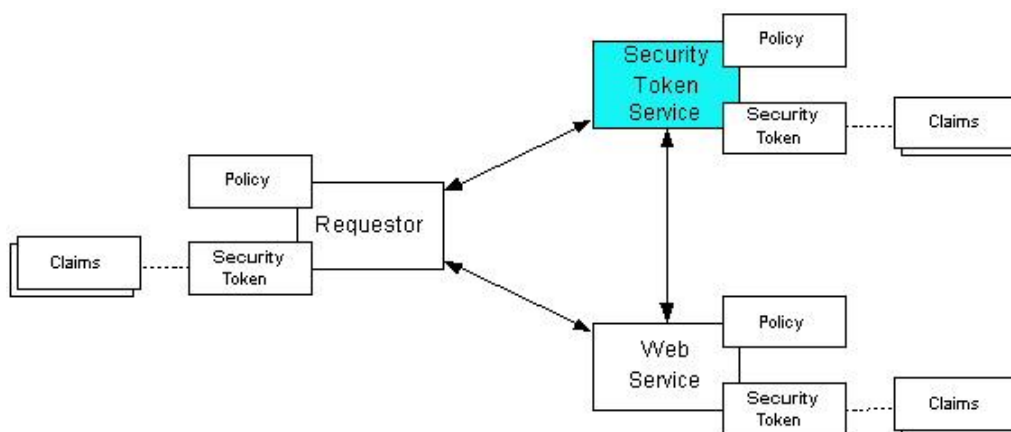 Policy
Security
Token
Service
Security
Token
Claims
Policy
Requestor
Claims
Security
Token
Policy
Web
Service
Security
Token
Claims